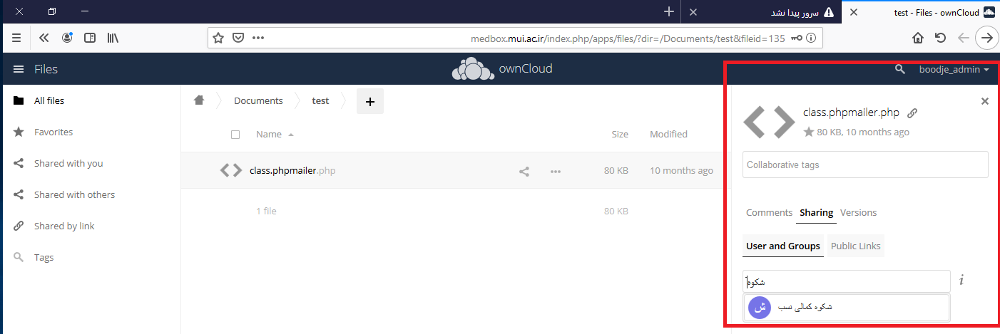 سرور پیدا نشد
test - Files - ownCloud
medbox.mui.ac.ir/index.php/apps/files/?dir=/Documents/test&fileid=135
Files
ownCloud
boodje_admin
All files
Favorites
Shared with you
Shared with others
Shared by link
Tags
Documents
test
+
Name
Size
Modified
class.phpmailer.php
80 KB
10 months ago
1 file
80 KB
class.phpmailer.php
80 KB, 10 months ago
Collaborative tags
Comments Sharing Versions
User and Groups Public Links
شکوه
i
ش
شکوه کمالی نسب